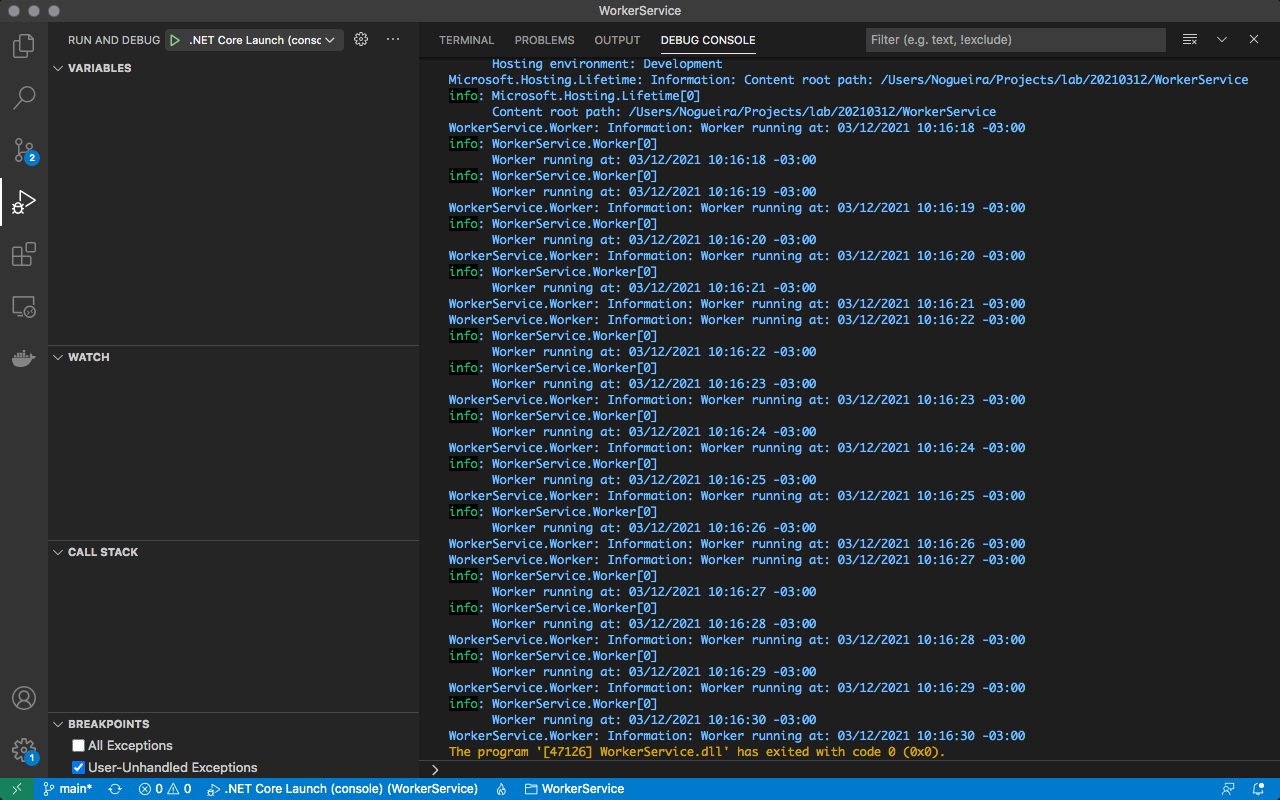 WorkerService
RUN AND DEBUG
.NET Core Launch (consc
VARIABLES
WATCH
CALL STACK
BREAKPOINTS
All Exceptions
User-Unhandled Exceptions
2
1
TERMINAL PROBLEMS OUTPUT DEBUG CONSOLE
Filter (e.g. text, !exclude)
Hosting environment: Development
Microsoft.Hosting.Lifetime: Information: Content root path: /Users/Nogueira/Projects/lab/20210312/WorkerService
info: Microsoft.Hosting.Lifetime[0]
Content root path: /Users/Nogueira/Projects/lab/20210312/WorkerService
WorkerService.Worker: Information: Worker running at: 03/12/2021 10:16:18 -03:00
info: WorkerService.Worker[0]
Worker running at: 03/12/2021 10:16:18 -03:00
info: WorkerService.Worker[0]
Worker running at: 03/12/2021 10:16:19 -03:00
WorkerService.Worker: Information: Worker running at: 03/12/2021 10:16:19 -03:00
info: WorkerService.Worker[0]
Worker running at: 03/12/2021 10:16:20 -03:00
WorkerService.Worker: Information: Worker running at: 03/12/2021 10:16:20 -03:00
info: WorkerService.Worker[0]
Worker running at: 03/12/2021 10:16:21 -03:00
WorkerService.Worker: Information: Worker running at: 03/12/2021 10:16:21 -03:00
WorkerService.Worker: Information: Worker running at: 03/12/2021 10:16:22 -03:00
info: WorkerService.Worker[0]
Worker running at: 03/12/2021 10:16:22 -03:00
info: WorkerService.Worker[0]
Worker running at: 03/12/2021 10:16:23 -03:00
WorkerService.Worker: Information: Worker running at: 03/12/2021 10:16:23 -03:00
info: WorkerService.Worker[0]
Worker running at: 03/12/2021 10:16:24 -03:00
WorkerService.Worker: Information: Worker running at: 03/12/2021 10:16:24 -03:00
info: WorkerService.Worker[0]
Worker running at: 03/12/2021 10:16:25 -03:00
WorkerService.Worker: Information: Worker running at: 03/12/2021 10:16:25 -03:00
info: WorkerService.Worker[0]
Worker running at: 03/12/2021 10:16:26 -03:00
WorkerService.Worker: Information: Worker running at: 03/12/2021 10:16:26 -03:00
WorkerService.Worker: Information: Worker running at: 03/12/2021 10:16:27 -03:00
info: WorkerService.Worker[0]
Worker running at: 03/12/2021 10:16:27 -03:00
info: WorkerService.Worker[0]
Worker running at: 03/12/2021 10:16:28 -03:00
WorkerService.Worker: Information: Worker running at: 03/12/2021 10:16:28 -03:00
info: WorkerService.Worker[0]
Worker running at: 03/12/2021 10:16:29 -03:00
WorkerService.Worker: Information: Worker running at: 03/12/2021 10:16:29 -03:00
info: WorkerService.Worker[0]
Worker running at: 03/12/2021 10:16:30 -03:00
WorkerService.Worker: Information: Worker running at: 03/12/2021 10:16:30 -03:00
The program '[47126] WorkerService.dll' has exited with code 0 (0x0).
main* 0 0 .NET Core Launch (console) (WorkerService) WorkerService